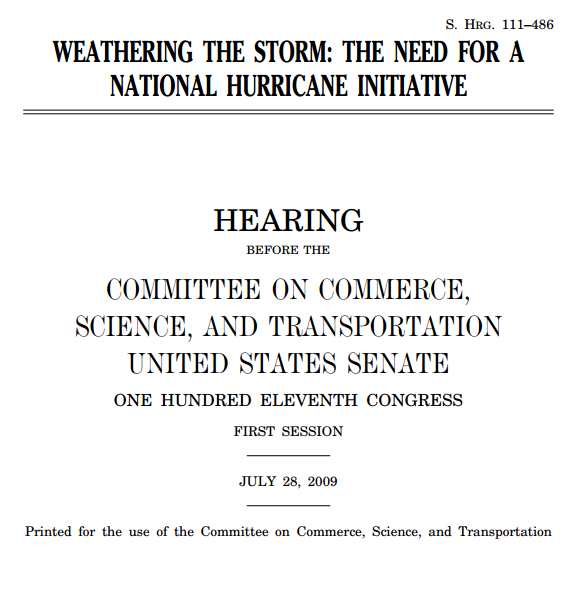 S. HRG. 111–486
WEATHERING THE STORM: THE NEED FOR A
NATIONAL HURRICANE INITIATIVE
HEARING
BEFORE THE
COMMITTEE ON COMMERCE,
SCIENCE, AND TRANSPORTATION
UNITED STATES SENATE
ONE HUNDRED ELEVENTH CONGRESS
FIRST SESSION
JULY 28, 2009
Printed for the use of the Committee on Commerce, Science, and Transportation